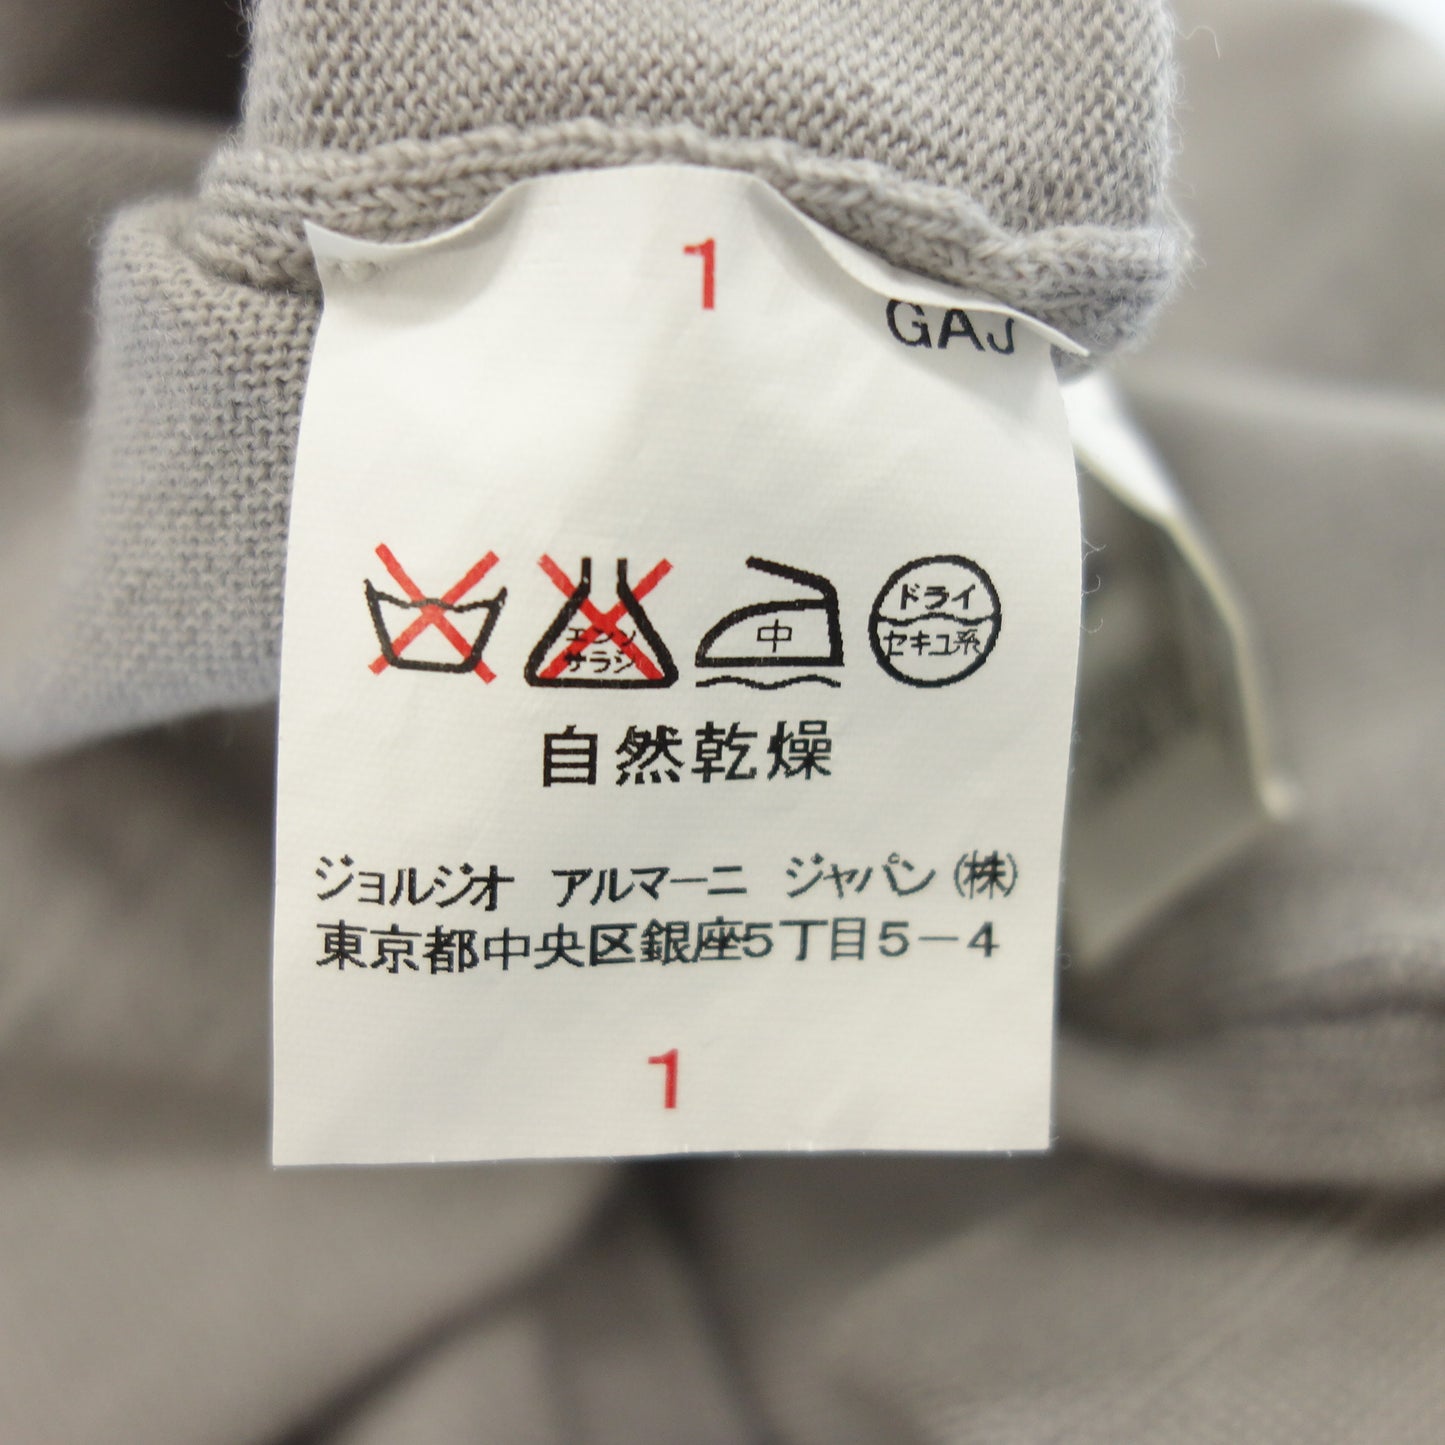 1
GAJ
エンソ
サラシ
中
ドライ
セキユ系
自然乾燥
ジョルジオ アルマーニ ジャパン(株)
東京都中央区銀座5丁目5-4
1